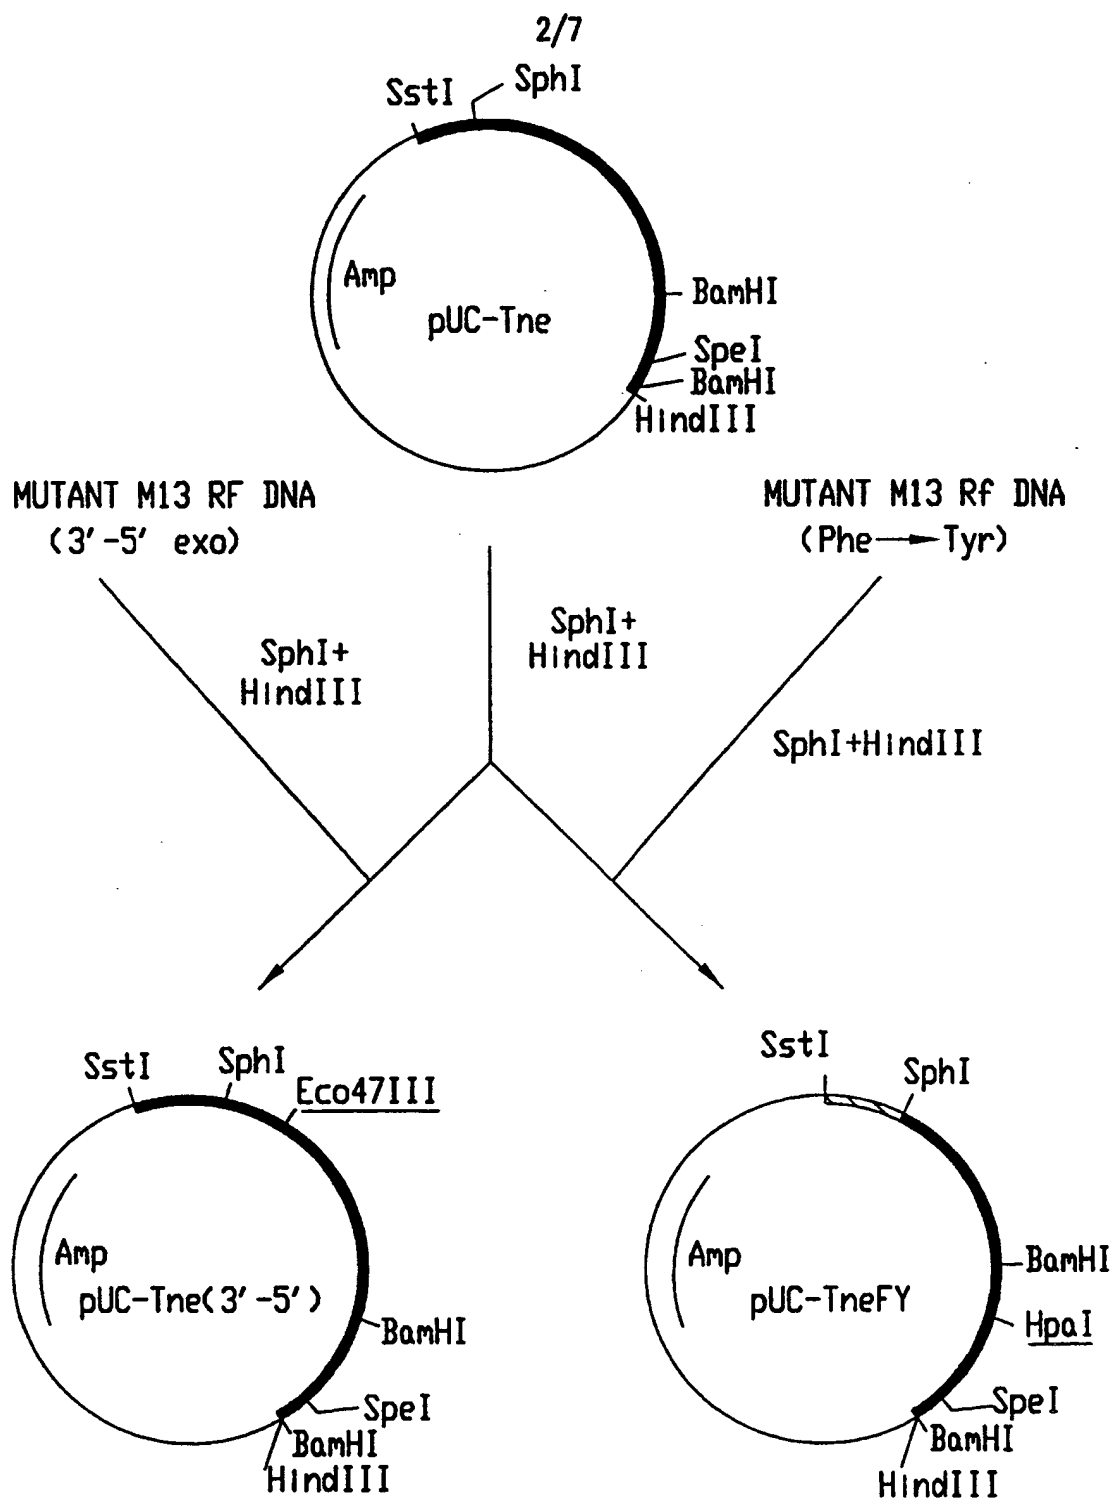 2/7
SstI
SphI
Amp
pUC-Tne
BamHI
SpeI
BamHI
HindIII
MUTANT M13 RF DNA
(3'-5' exo)
MUTANT M13 Rf DNA
(Phe→Tyr)
SphI+
HindIII
SphI+
HindIII
SphI+HindIII
SstI
SphI
Eco47III
Amp
pUC-Tne(3'-5')
BamHI
SpeI
BamHI
HindIII
SstI
SphI
Amp
pUC-TneFY
BamHI
HpaI
SpeI
BamHI
HindIII